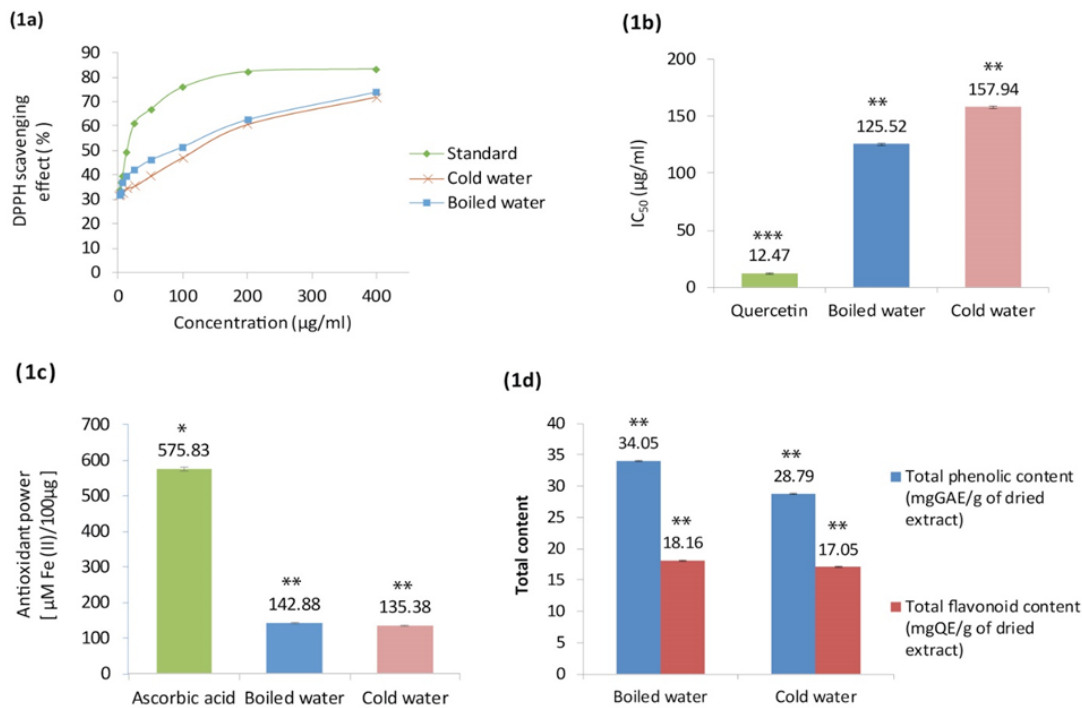 (1a)
90
80
70
60
50
40
30
20
10
0
DPPH scavenging
effect ( % )
0 100 200 300 400
Concentration (µg/ml)
Standard
Cold water
Boiled water
(1b)
200
150
100
50
0
IC50 (µg/ml)
***
12.47
**
125.52
**
157.94
Quercetin Boiled water Cold water
(1c)
700
600
500
400
300
200
100
0
Antioxidant power
[ µM Fe (II)/100µg ]
*
575.83
**
142.88
**
135.38
Ascorbic acid Boiled water Cold water
(1d)
40
35
30
25
20
15
10
5
0
Total content
**
34.05
**
18.16
**
28.79
**
17.05
Boiled water Cold water
Total phenolic content
(mgGAE/g of dried
extract)
Total flavonoid content
(mgQE/g of dried
extract)